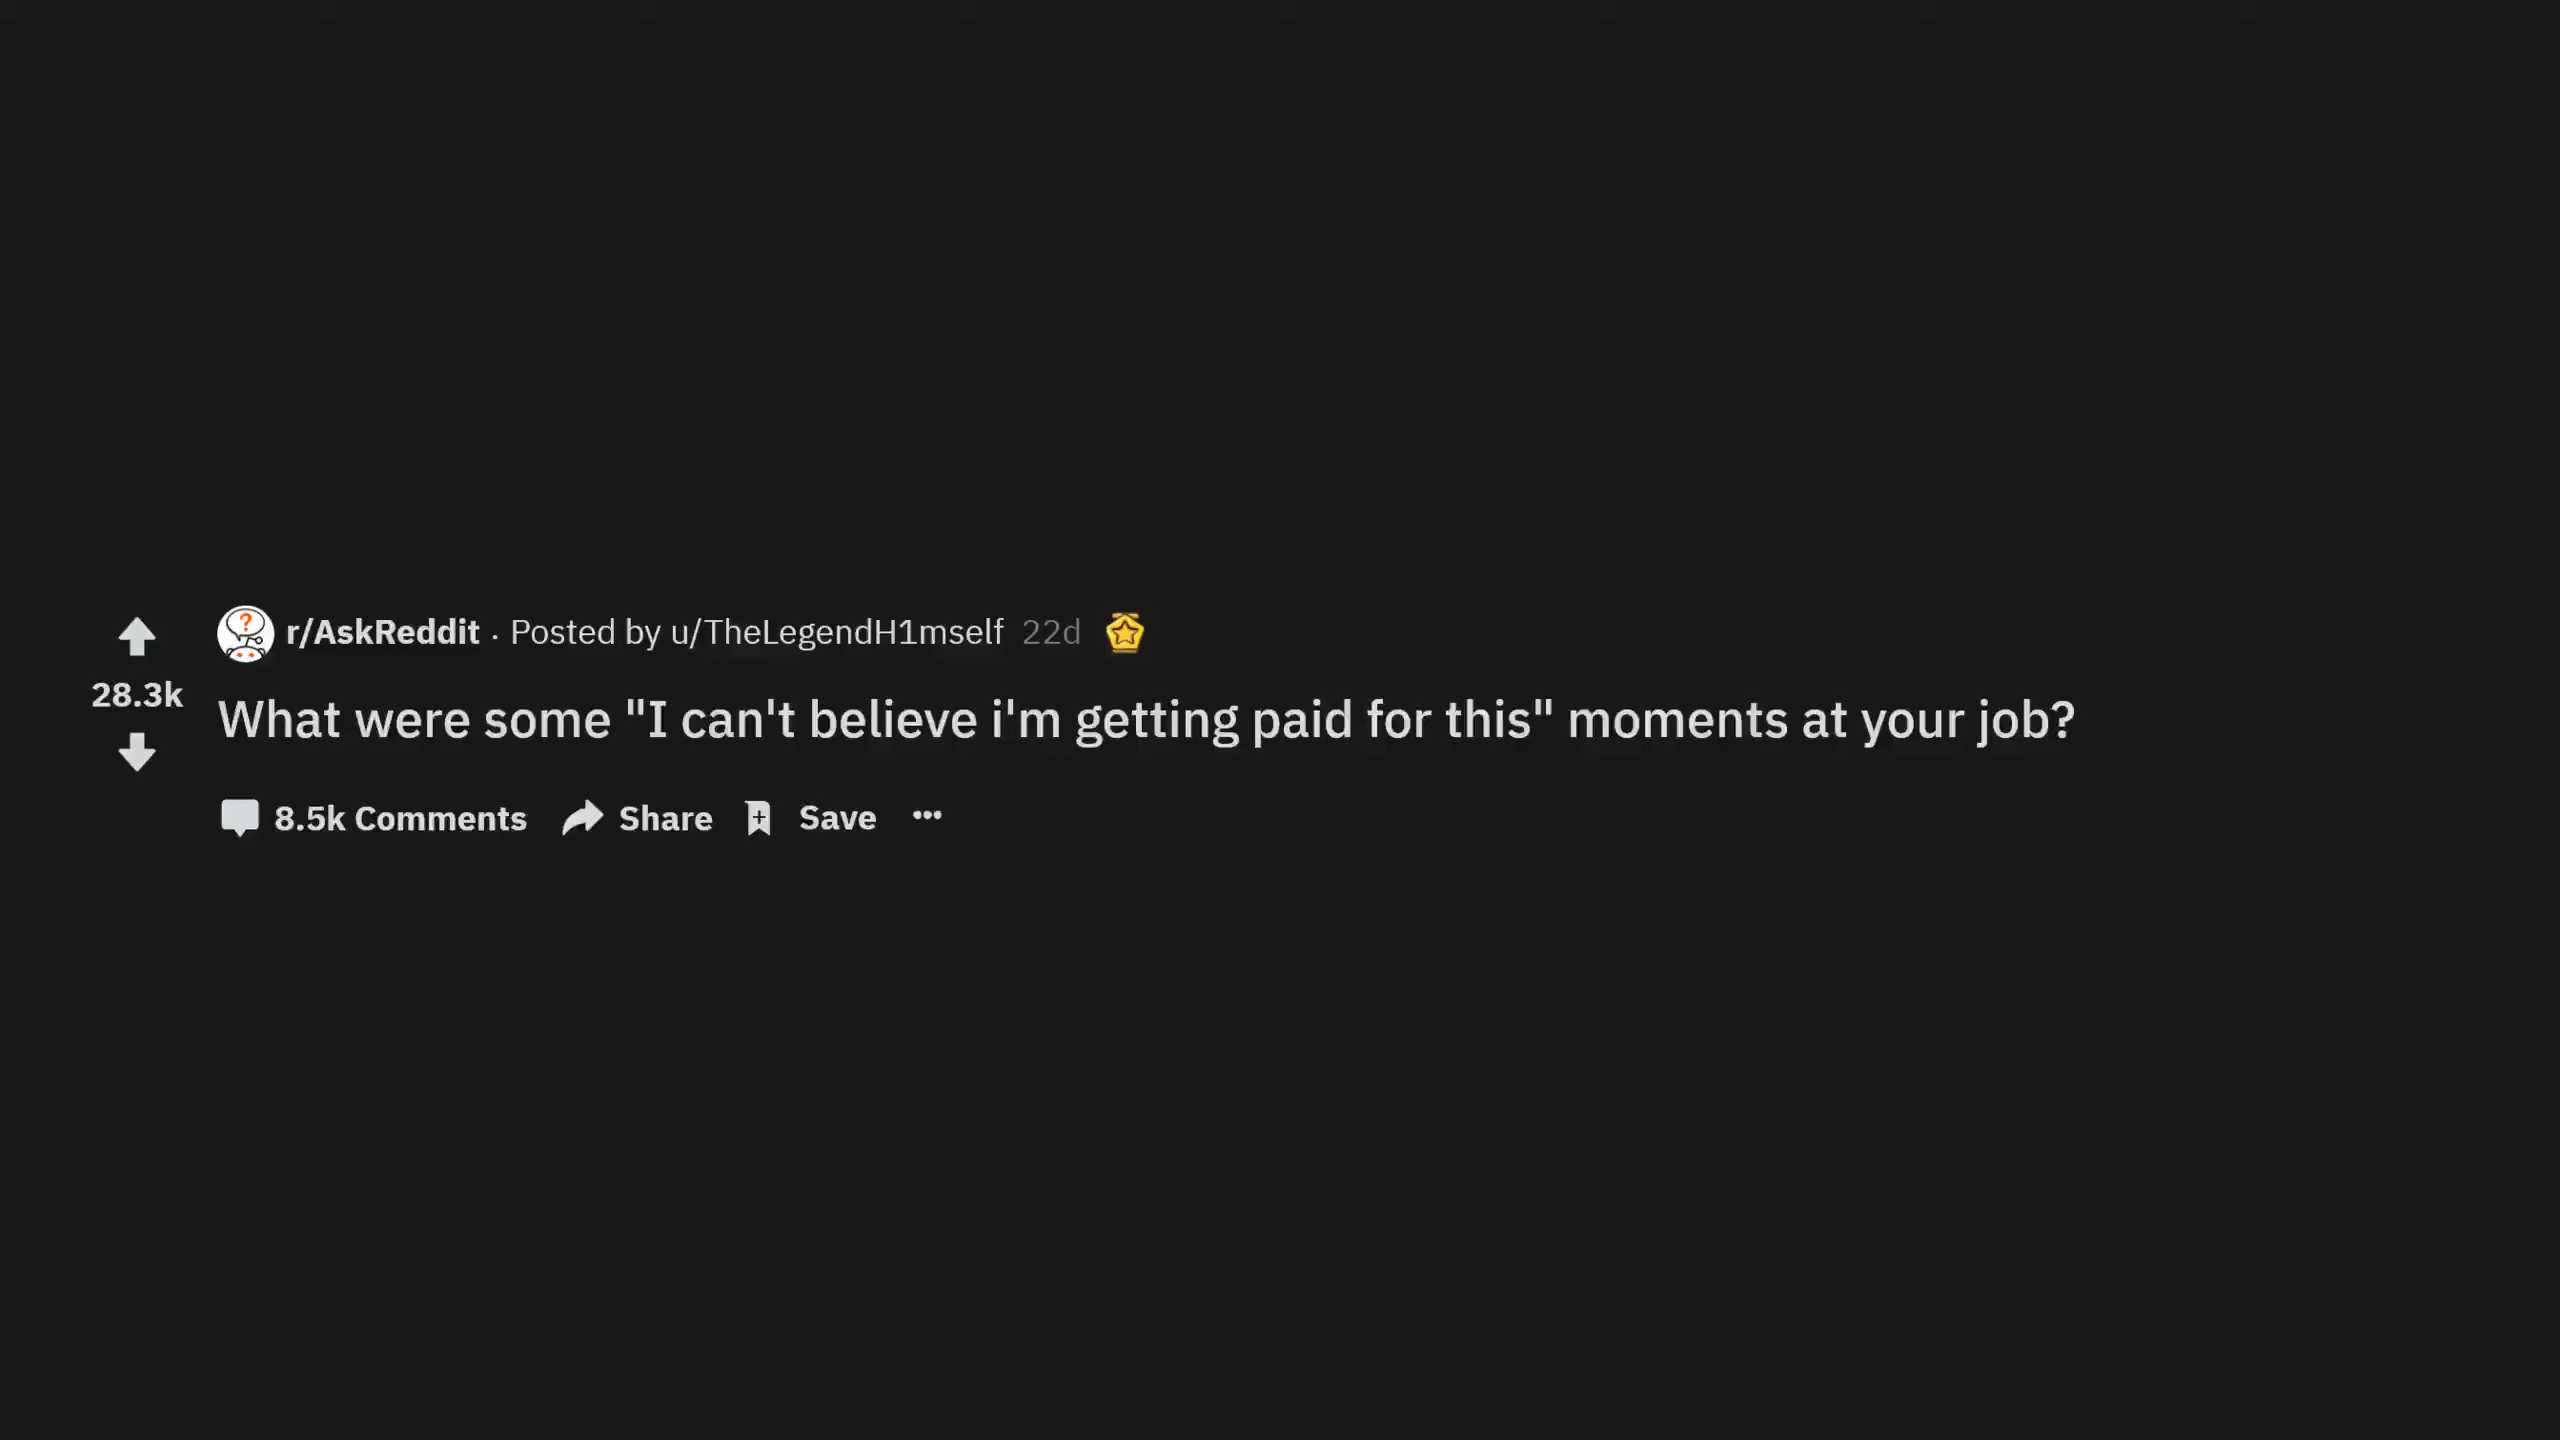 r/AskReddit · Posted by u/TheLegendH1mself 22d
28.3k
What were some "I can't believe i'm getting paid for this" moments at your job?
8.5k Comments Share Save ···